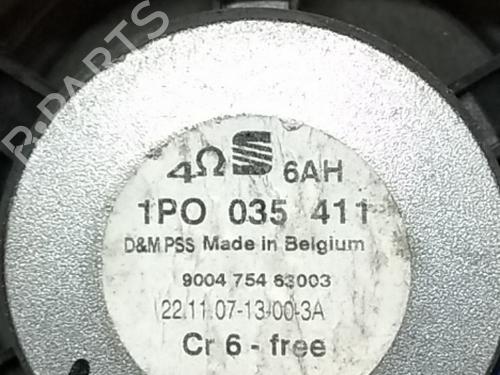 R-PARTS
4Ω S 6AH
1PO 035 411
D&M PSS Made in Belgium
9004 754 63003
22.11.07-13-00-3A
Cr 6 - free